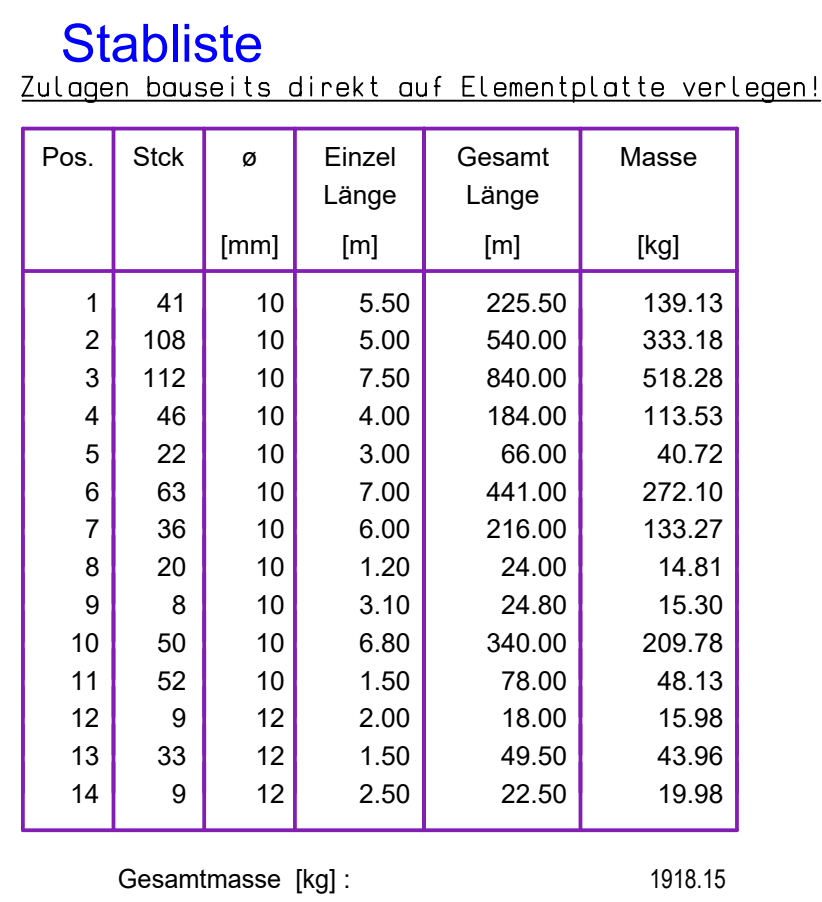 Stabliste
Zulagen bauseits direkt auf Elementplatte verlegen!
Pos. Stck ø Einzel Gesamt Masse
Länge Länge
[mm] [m] [m] [kg]
1 41 10 5.50 225.50 139.13
2 108 10 5.00 540.00 333.18
3 112 10 7.50 840.00 518.28
4 46 10 4.00 184.00 113.53
5 22 10 3.00 66.00 40.72
6 63 10 7.00 441.00 272.10
7 36 10 6.00 216.00 133.27
8 20 10 1.20 24.00 14.81
9 8 10 3.10 24.80 15.30
10 50 10 6.80 340.00 209.78
11 52 10 1.50 78.00 48.13
12 9 12 2.00 18.00 15.98
13 33 12 1.50 49.50 43.96
14 9 12 2.50 22.50 19.98
Gesamtmasse [kg] : 1918.15